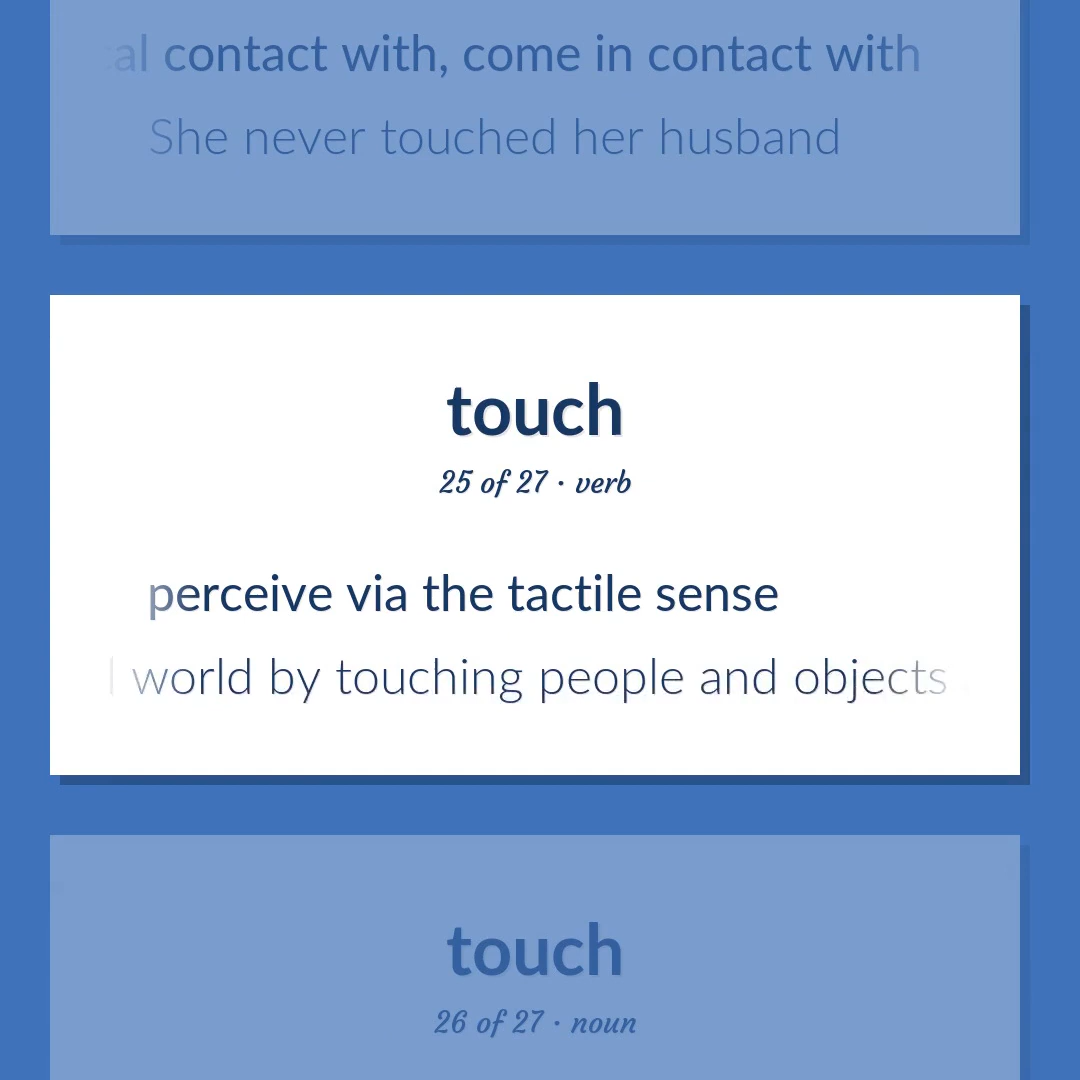 contact with, come in contact with
She never touched her husband
touch
25 of 27 · verb
perceive via the tactile sense
world by touching people and objects
touch
26 of 27 · noun